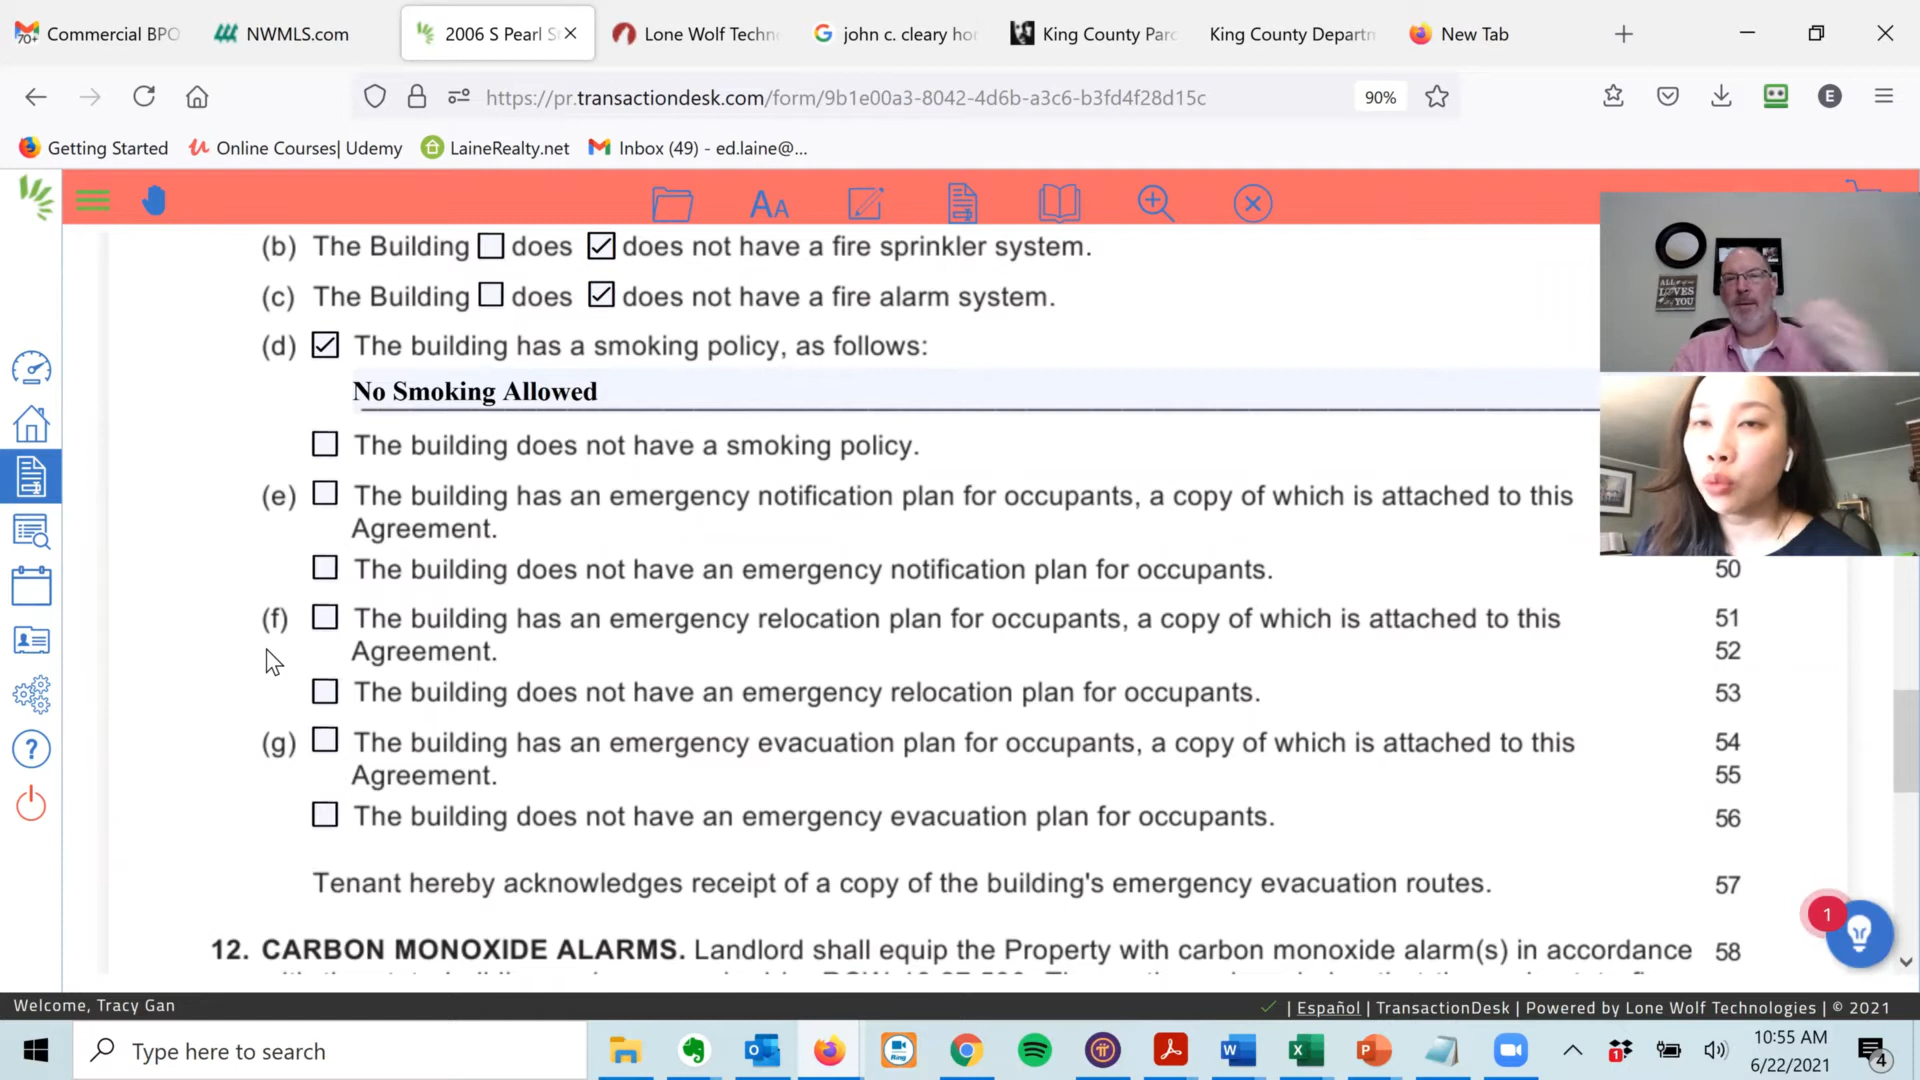 70+
Commercial BPO
NWMLS.com
2006 S Pearl S
Lone Wolf Techn
john c. cleary ho
King County Parc
King County Departm
New Tab
https://pr.transactiondesk.com/form/9b1e00a3-8042-4d6b-a3c6-b3fd4f28d15c
90%
E
Getting Started
Online Courses| Udemy
LaineRealty.net
Inbox (49) - ed.laine@...
(b) The Building does does not have a fire sprinkler system.
(c) The Building does does not have a fire alarm system.
(d) The building has a smoking policy, as follows:
No Smoking Allowed
The building does not have a smoking policy.
(e) The building has an emergency notification plan for occupants, a copy of which is attached to this
Agreement.
The building does not have an emergency notification plan for occupants. 50
(f) The building has an emergency relocation plan for occupants, a copy of which is attached to this 51
Agreement. 52
The building does not have an emergency relocation plan for occupants. 53
(g) The building has an emergency evacuation plan for occupants, a copy of which is attached to this 54
Agreement. 55
The building does not have an emergency evacuation plan for occupants. 56
Tenant hereby acknowledges receipt of a copy of the building's emergency evacuation routes. 57
12. CARBON MONOXIDE ALARMS. Landlord shall equip the Property with carbon monoxide alarm(s) in accordance 58
ALL
LOVES
YOU
1
Welcome, Tracy Gan
| Español | TransactionDesk | Powered by Lone Wolf Technologies | © 2021
Type here to search
Ring
1
10:55 AM
6/22/2021
4